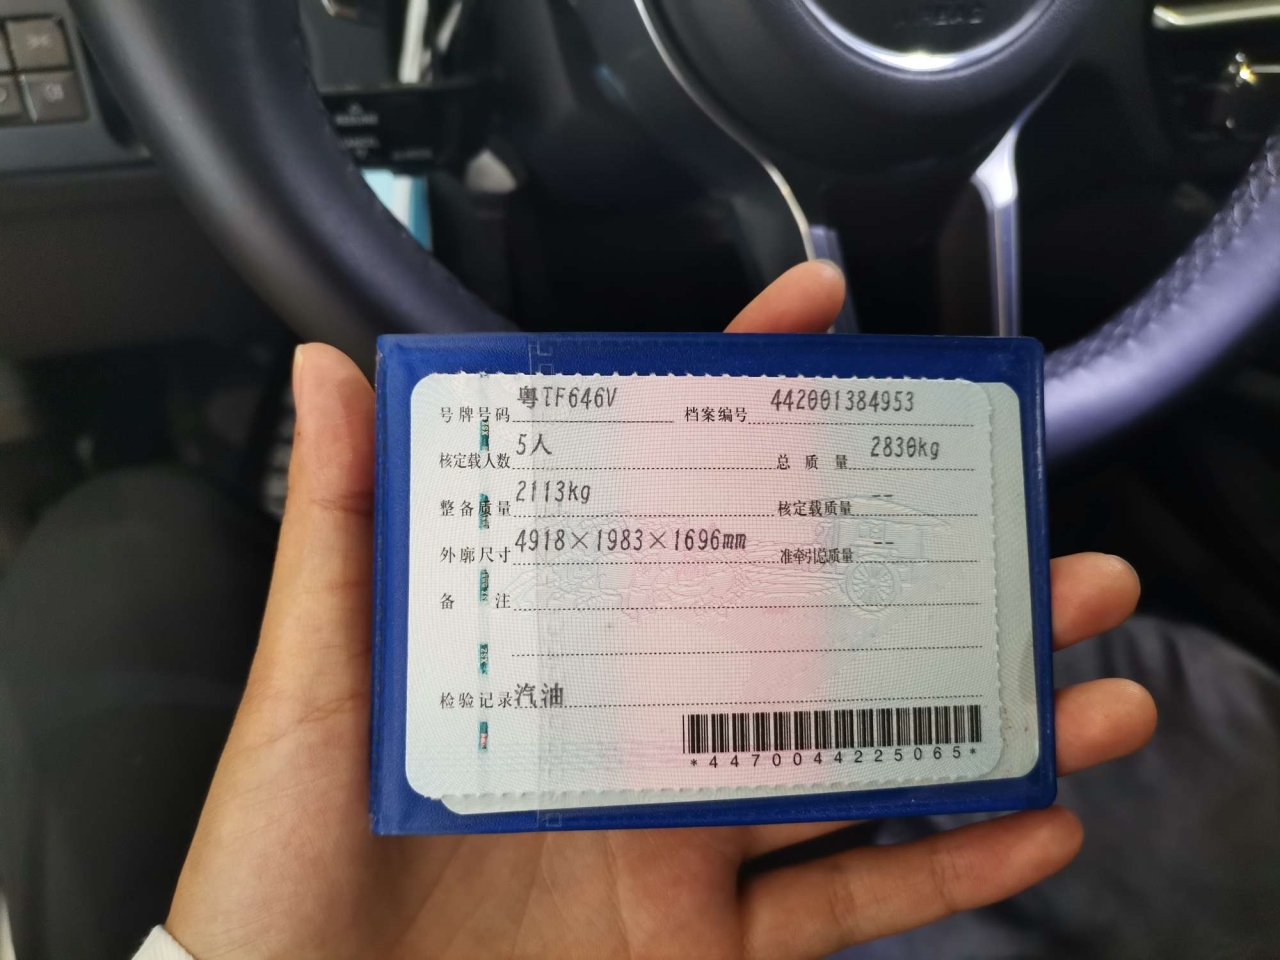 号牌号码 粤TF646V 档案编号 442001384953
核定载人数 5人 总质量 2830kg
整备质量 2113kg 核定载质量 --
外廓尺寸 4918×1983×1696mm 准牵引总质量 --
备注
检验记录 汽油
*4470044225065*